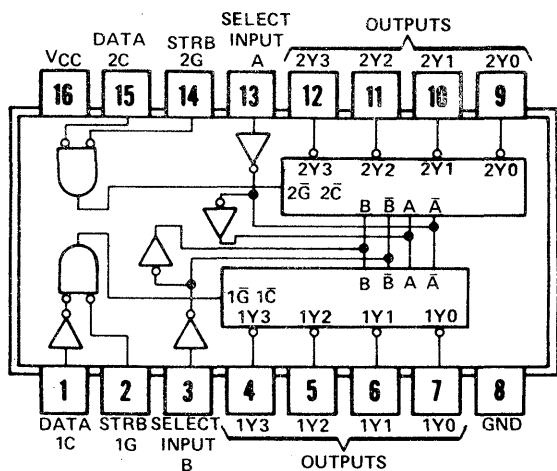 SELECT
DATA STRB INPUT OUTPUTS
VCC 2C 2G A 2Y3 2Y2 2Y1 2Y0
16 15 14 13 12 11 10 9
2Y3 2Y2 2Y1 2Y0
2G̅ 2C̅
B B̅ A A̅
1G̅ 1C̅
B B̅ A A̅
1Y3 1Y2 1Y1 1Y0
1 2 3 4 5 6 7 8
DATA STRB SELECT 1Y3 1Y2 1Y1 1Y0 GND
1C 1G INPUT OUTPUTS
B